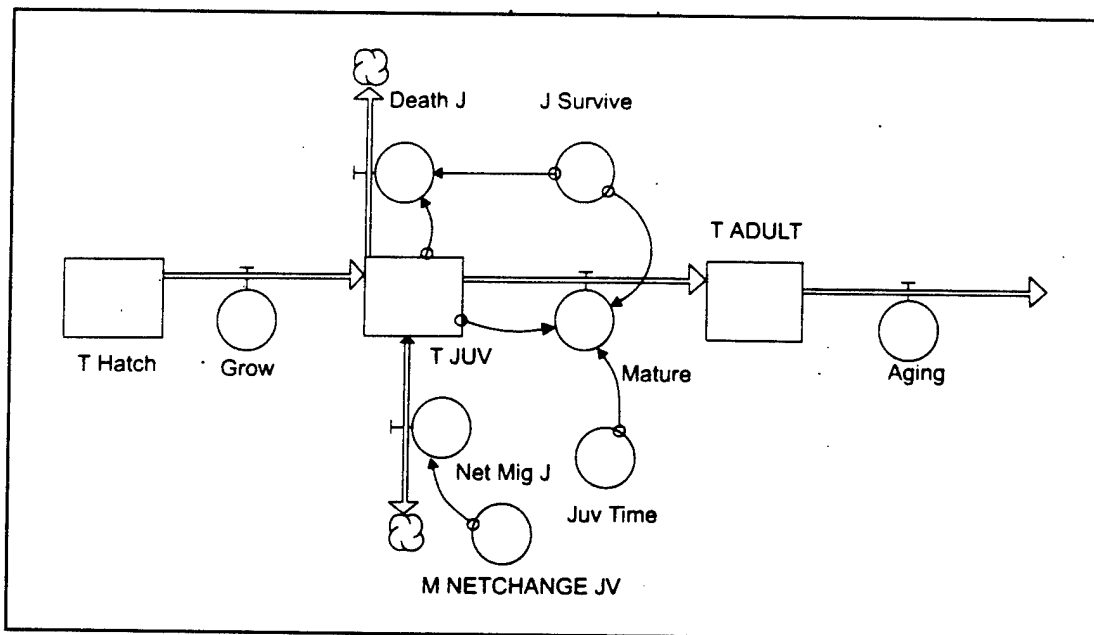 Death J
J Survive
T ADULT
T Hatch
Grow
T JUV
Mature
Aging
Net Mig J
Juv Time
M NETCHANGE JV